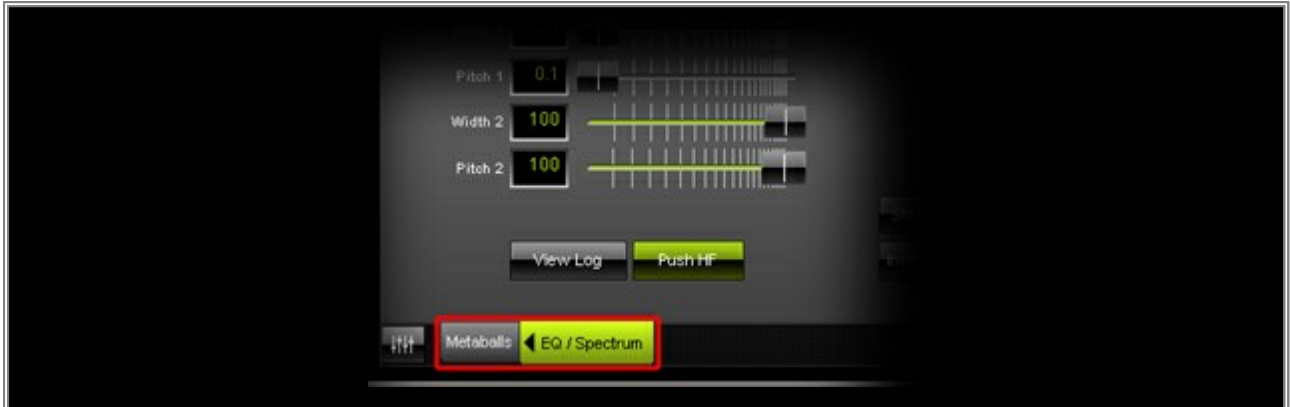 Pitch 1 0.1
Width 2 100
Pitch 2 100
View Log Push HF
Metaballs EQ / Spectrum